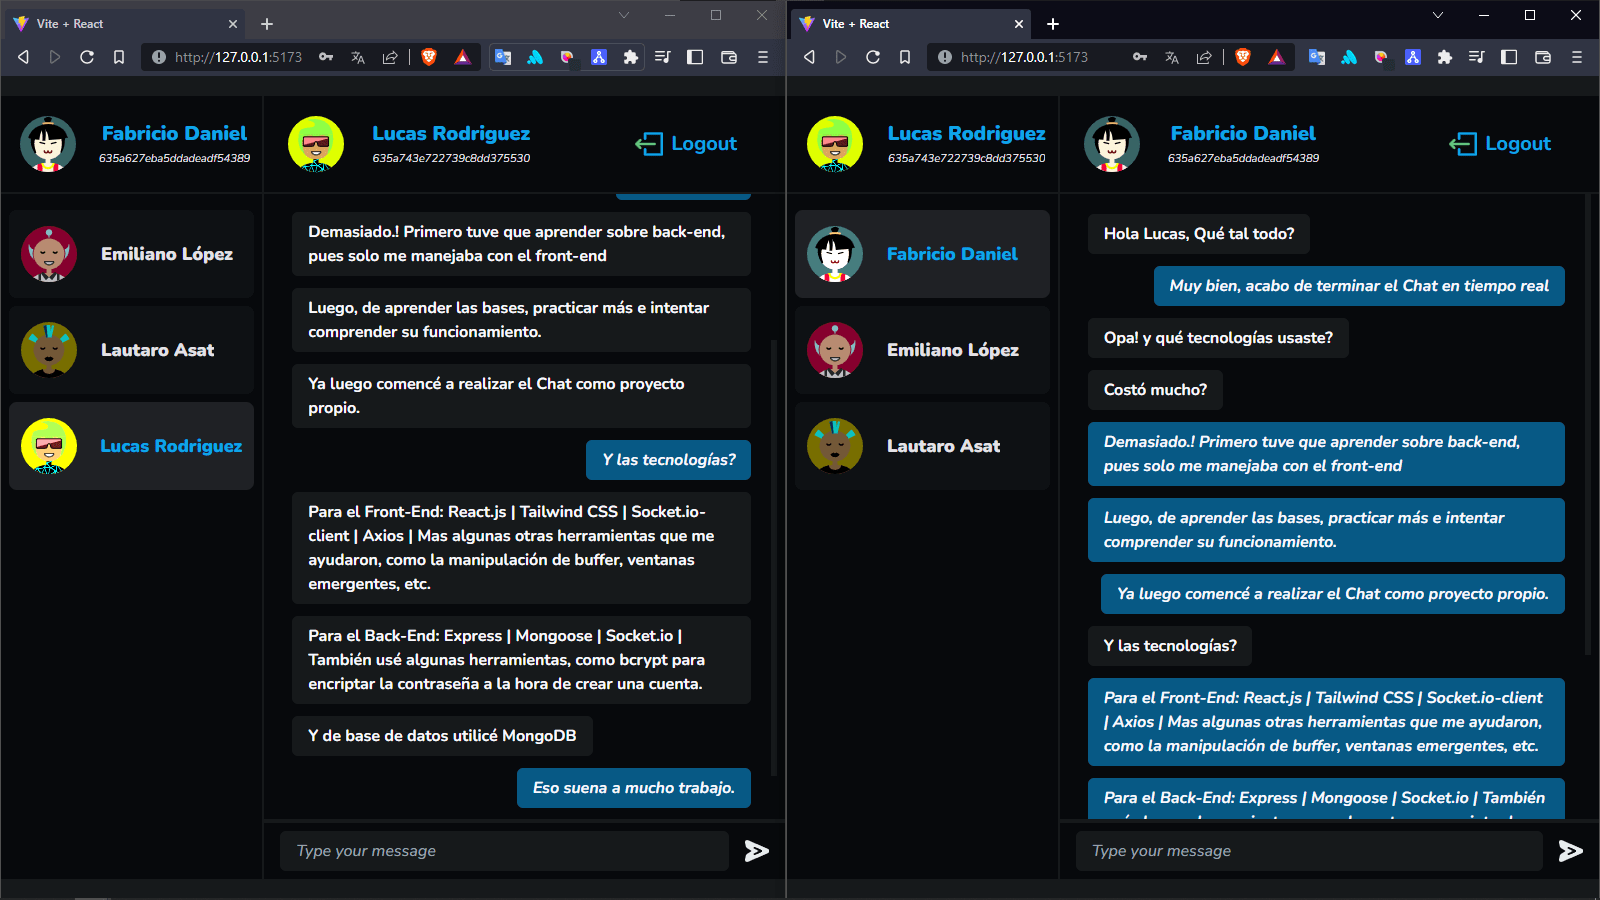 Vite + React
http://127.0.0.1:5173
Fabricio Daniel
635a627eba5ddadeadf54389
Lucas Rodriguez
635a743e722739c8dd375530
Logout
Emiliano López
Lautaro Asat
Lucas Rodriguez
Demasiado.! Primero tuve que aprender sobre back-end,
pues solo me manejaba con el front-end
Luego, de aprender las bases, practicar más e intentar
comprender su funcionamiento.
Ya luego comencé a realizar el Chat como proyecto
propio.
Y las tecnologías?
Para el Front-End: React.js | Tailwind CSS | Socket.io-
client | Axios | Mas algunas otras herramientas que me
ayudaron, como la manipulación de buffer, ventanas
emergentes, etc.
Para el Back-End: Express | Mongoose | Socket.io |
También usé algunas herramientas, como bcrypt para
encriptar la contraseña a la hora de crear una cuenta.
Y de base de datos utilicé MongoDB
Eso suena a mucho trabajo.
Type your message
Vite + React
http://127.0.0.1:5173
Lucas Rodriguez
635a743e722739c8dd375530
Fabricio Daniel
635a627eba5ddadeadf54389
Logout
Fabricio Daniel
Emiliano López
Lautaro Asat
Hola Lucas, Qué tal todo?
Muy bien, acabo de terminar el Chat en tiempo real
Opa! y qué tecnologías usaste?
Costó mucho?
Demasiado.! Primero tuve que aprender sobre back-end,
pues solo me manejaba con el front-end
Luego, de aprender las bases, practicar más e intentar
comprender su funcionamiento.
Ya luego comencé a realizar el Chat como proyecto propio.
Y las tecnologías?
Para el Front-End: React.js | Tailwind CSS | Socket.io-client
| Axios | Mas algunas otras herramientas que me ayudaron,
como la manipulación de buffer, ventanas emergentes, etc.
Para el Back-End: Express | Mongoose | Socket.io | También
Type your message